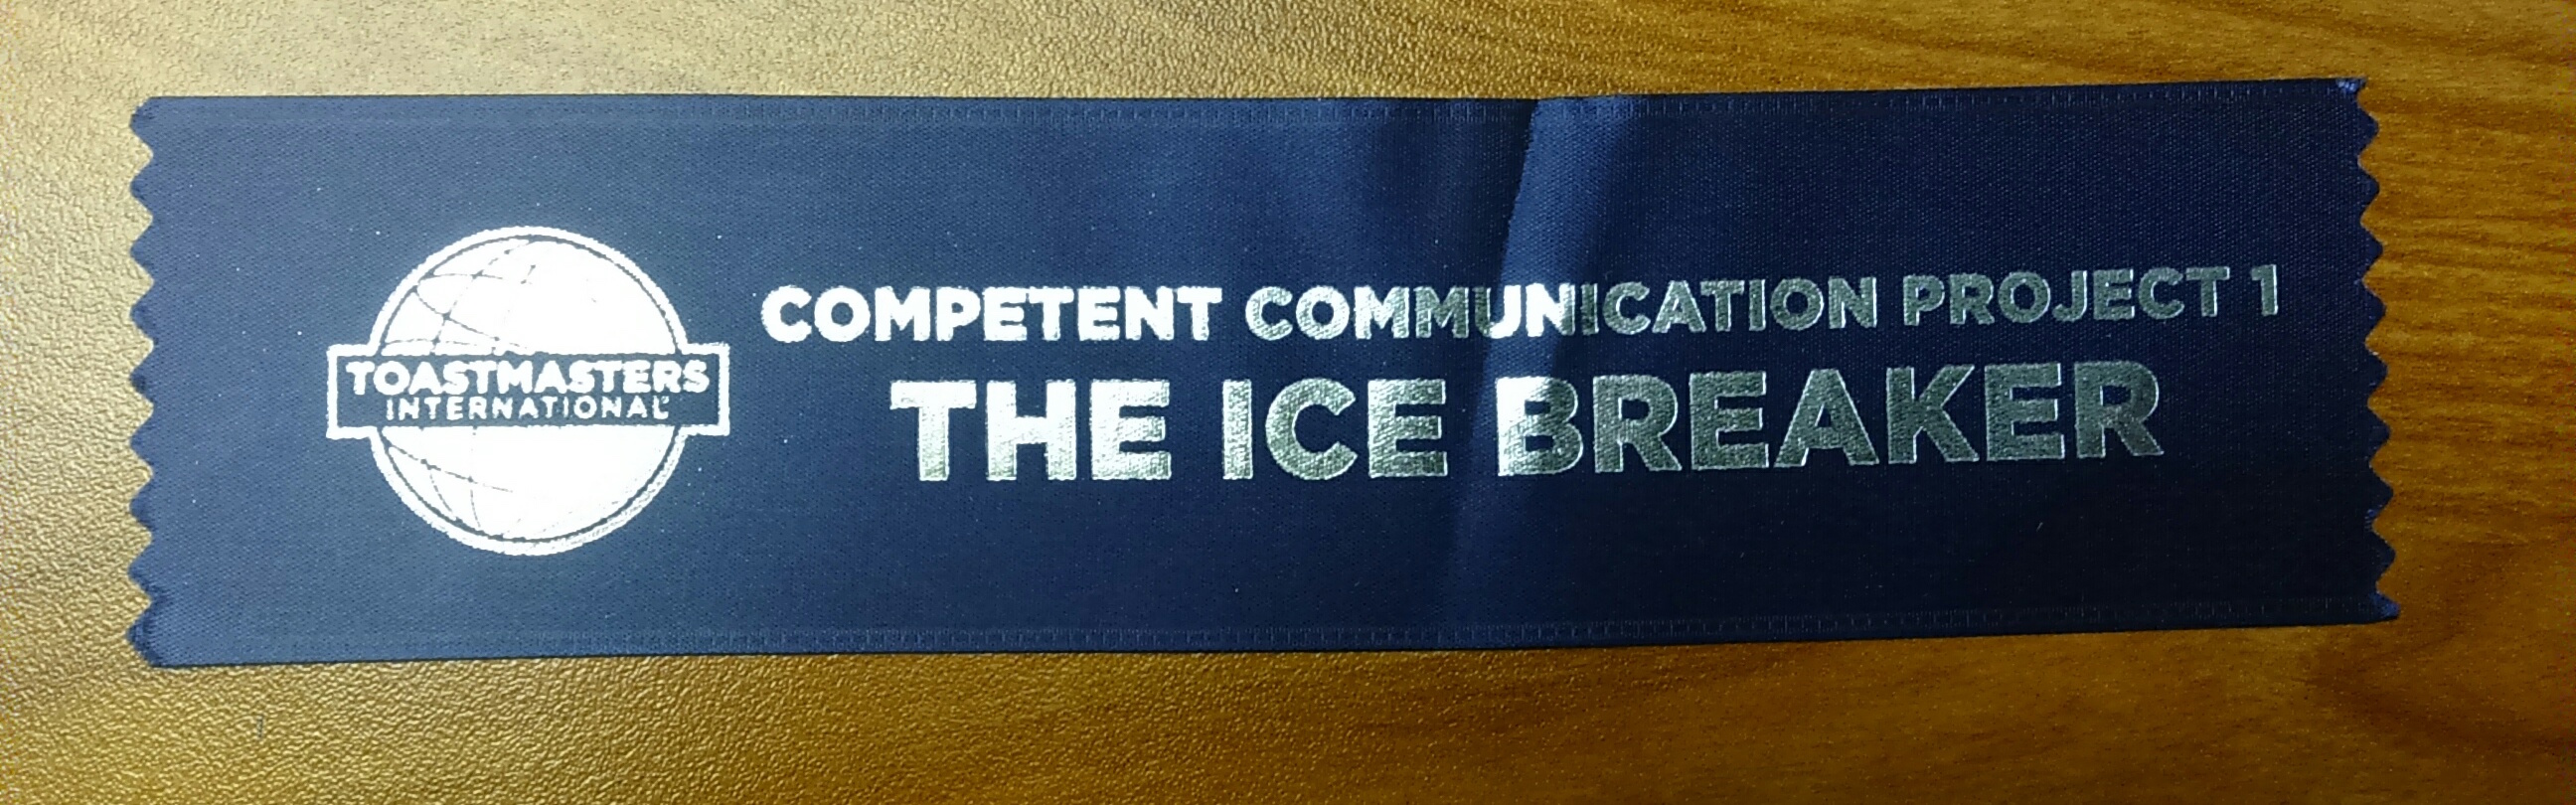 TOASTMASTERS
INTERNATIONAL
COMPETENT COMMUNICATION PROJECT 1
THE ICE BREAKER